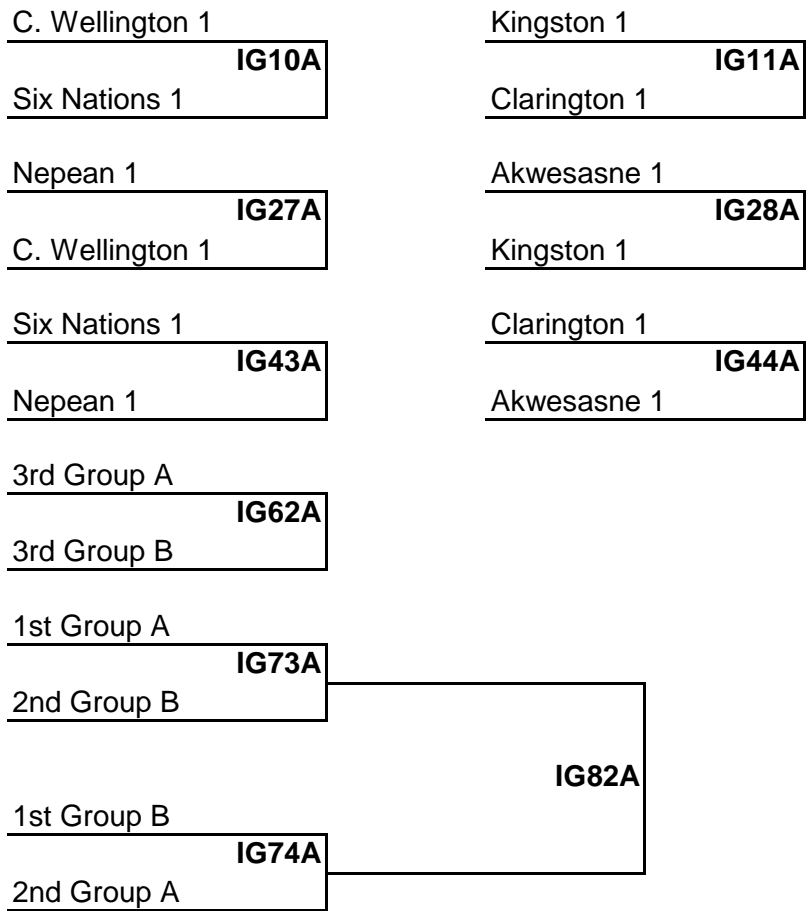 C. Wellington 1
IG10A
Six Nations 1
Kingston 1
IG11A
Clarington 1
Nepean 1
IG27A
C. Wellington 1
Akwesasne 1
IG28A
Kingston 1
Six Nations 1
IG43A
Nepean 1
Clarington 1
IG44A
Akwesasne 1
3rd Group A
IG62A
3rd Group B
1st Group A
IG73A
2nd Group B
IG82A
1st Group B
IG74A
2nd Group A